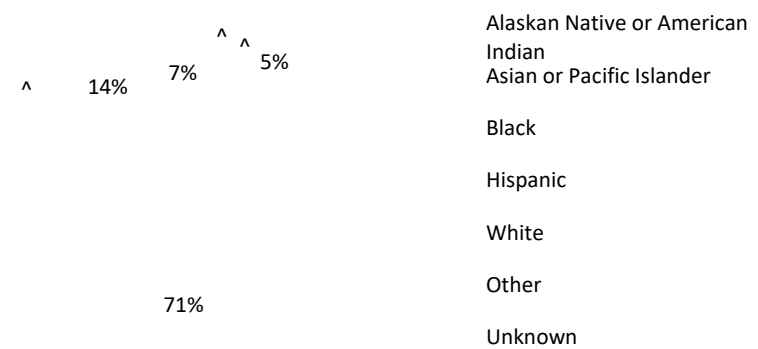 ^
^
5%
7%
14%
^
71%
Alaskan Native or American
Indian
Asian or Pacific Islander
Black
Hispanic
White
Other
Unknown